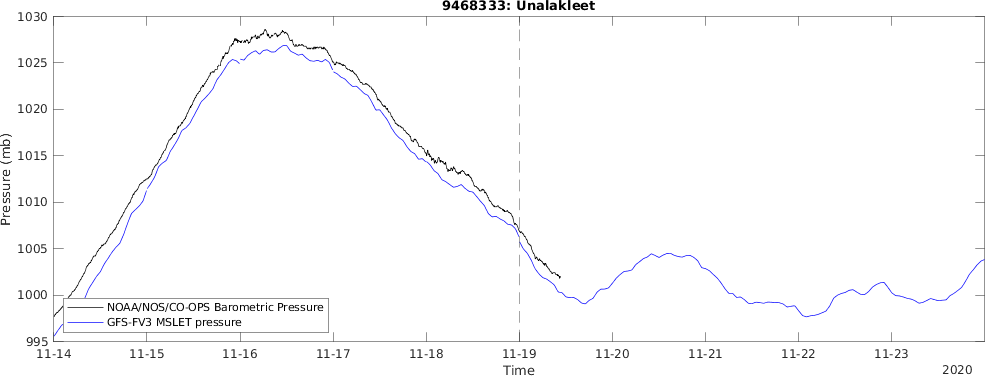 9468333: Unalakleet
1030
1025
1020
1015
1010
1005
1000
995
Pressure (mb)
NOAA/NOS/CO-OPS Barometric Pressure
GFS-FV3 MSLET pressure
11-14 11-15 11-16 11-17 11-18 11-19 11-20 11-21 11-22 11-23
Time
2020